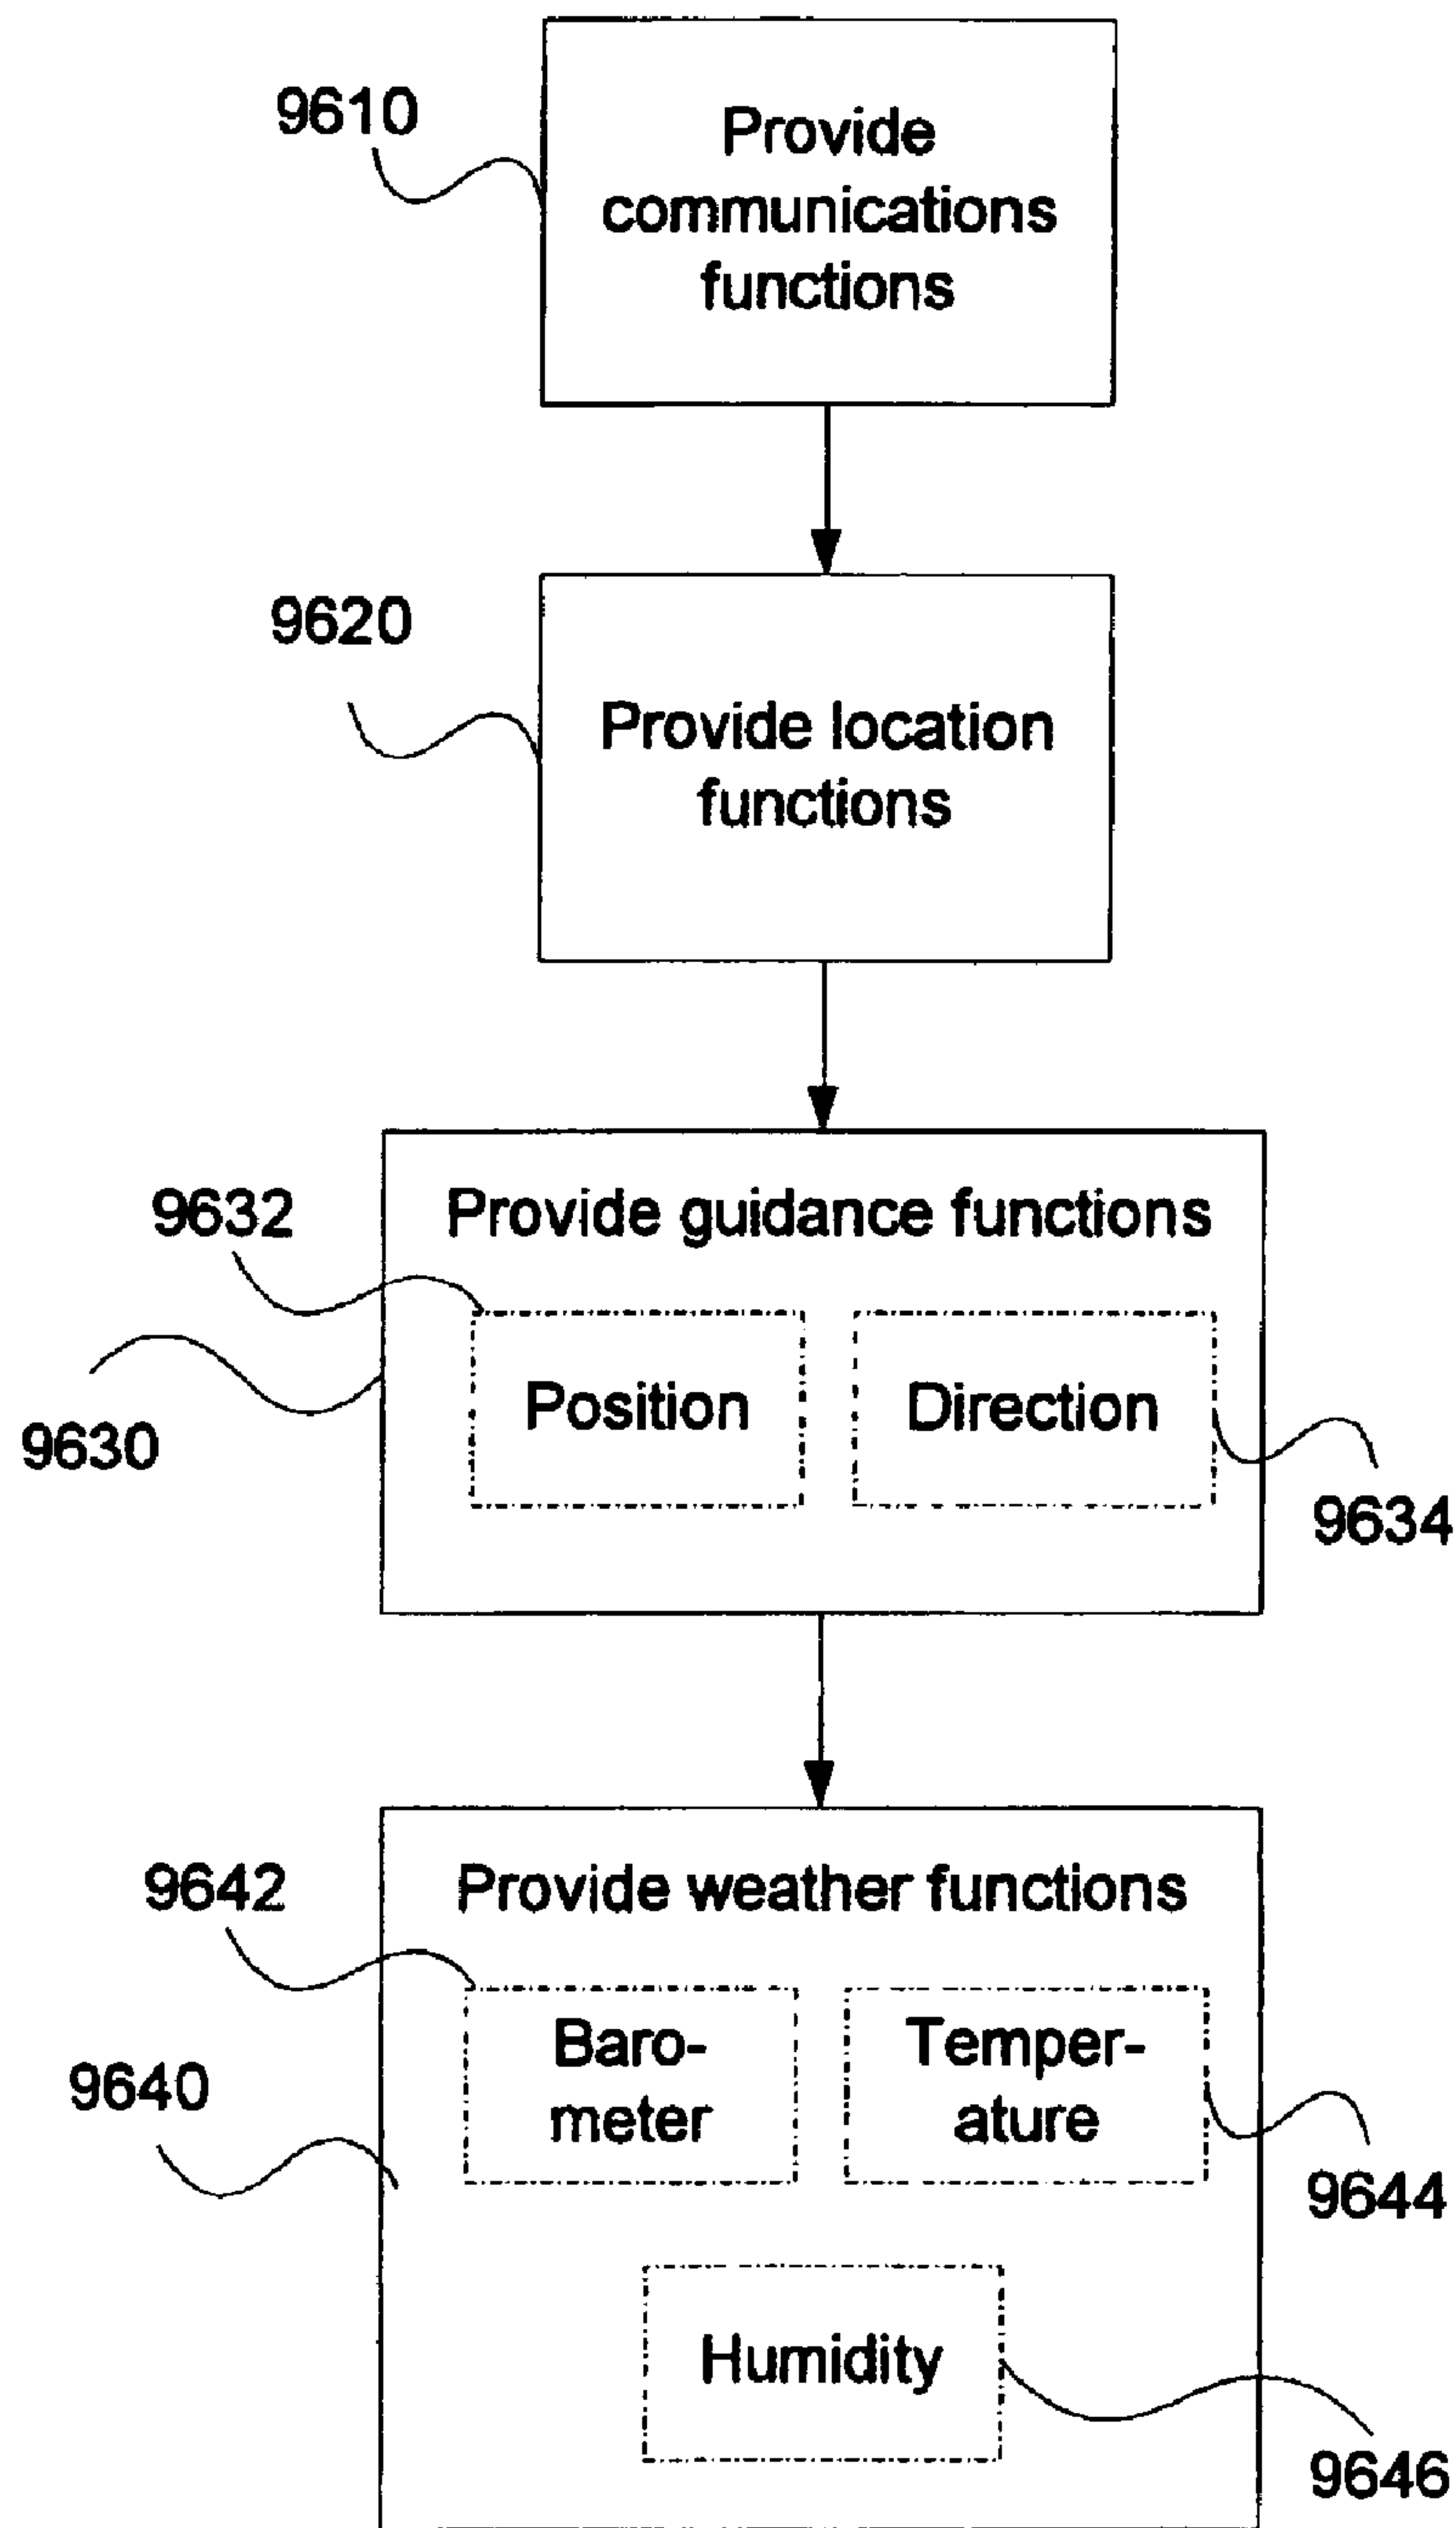 9610
Provide
communications
functions
9620
Provide location
functions
9632
Provide guidance functions
Position
Direction
9630
9634
9642
Provide weather functions
Baro-
meter
Temper-
ature
9640
9644
Humidity
9646